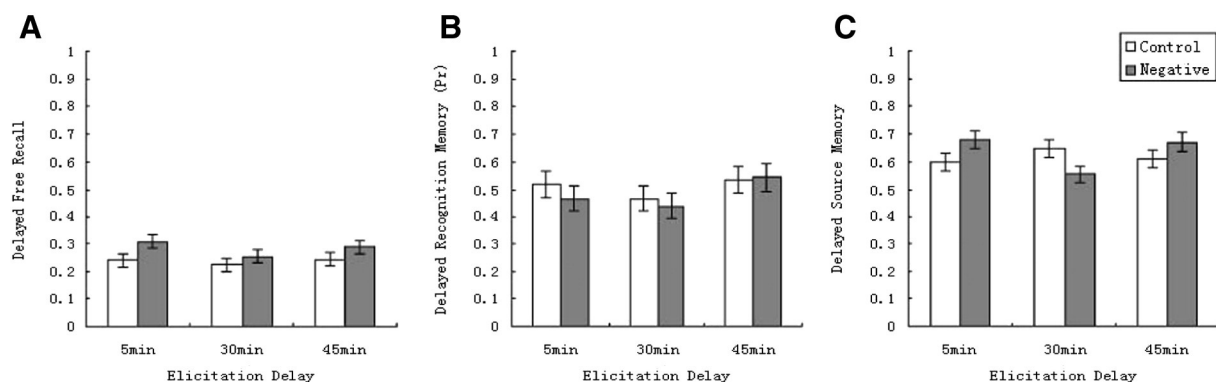 A
Delayed Free Recall
1
0.9
0.8
0.7
0.6
0.5
0.4
0.3
0.2
0.1
0
5min 30min 45min
Elicitation Delay
B
Delayed Recognition Memory (Pr)
1
0.9
0.8
0.7
0.6
0.5
0.4
0.3
0.2
0.1
0
5min 30min 45min
Elicitation Delay
C
Delayed Source Memory
1
0.9
0.8
0.7
0.6
0.5
0.4
0.3
0.2
0.1
0
5min 30min 45min
Elicitation Delay
Control
Negative